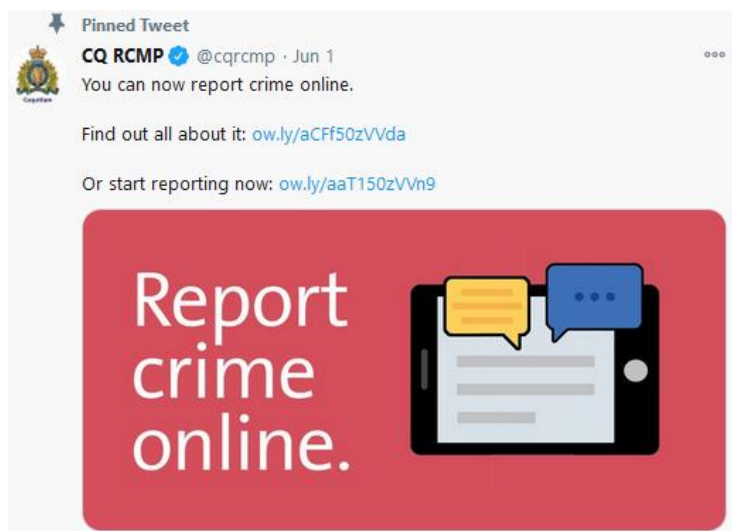 Pinned Tweet
CQ RCMP @cqrcmp · Jun 1
You can now report crime online.
Find out all about it: ow.ly/aCFf50zVVda
Or start reporting now: ow.ly/aaT150zVVn9
Coquitlam
Report
crime
online.